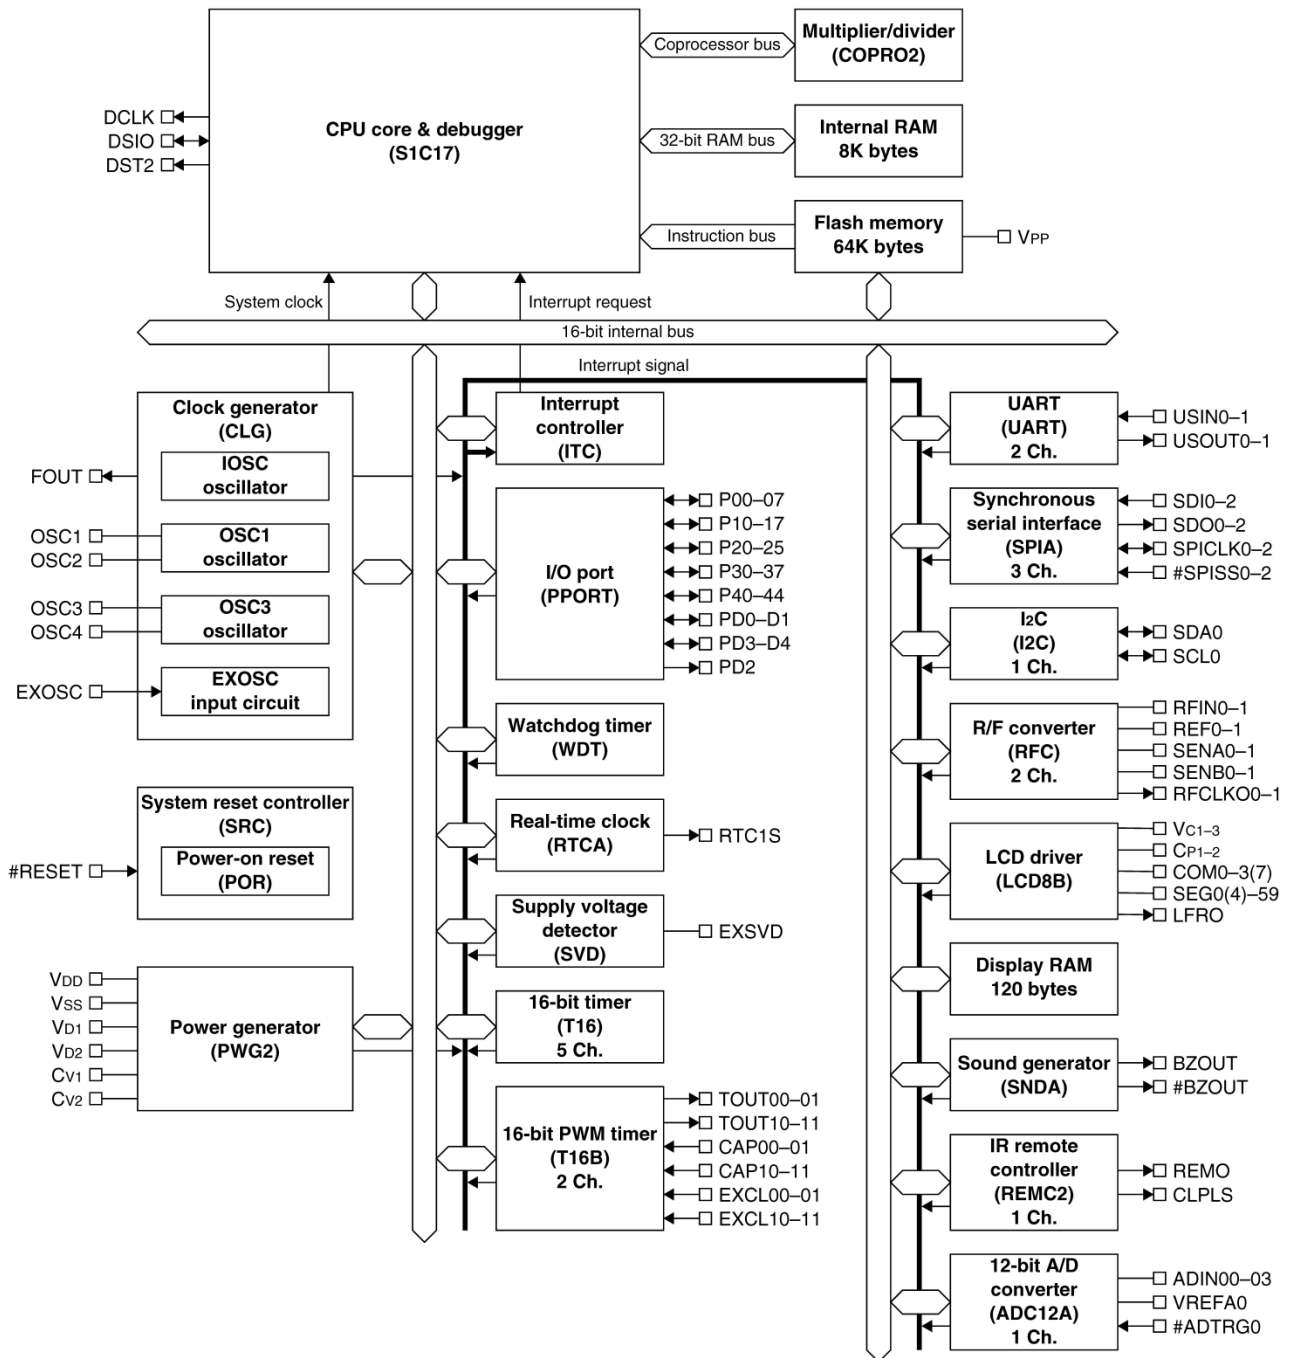 CPU core & debugger
(S1C17)
DCLK
DSIO
DST2
Coprocessor bus
Multiplier/divider
(COPRO2)
32-bit RAM bus
Internal RAM
8K bytes
Instruction bus
Flash memory
64K bytes
VPP
System clock
Interrupt request
16-bit internal bus
Interrupt signal
Clock generator
(CLG)
IOSC
oscillator
OSC1
oscillator
OSC3
oscillator
EXOSC
input circuit
FOUT
OSC1
OSC2
OSC3
OSC4
EXOSC
System reset controller
(SRC)
Power-on reset
(POR)
#RESET
Power generator
(PWG2)
VDD
VSS
VD1
VD2
CV1
CV2
Interrupt
controller
(ITC)
I/O port
(PPORT)
P00–07
P10–17
P20–25
P30–37
P40–44
PD0–D1
PD3–D4
PD2
Watchdog timer
(WDT)
Real-time clock
(RTCA)
RTC1S
Supply voltage
detector
(SVD)
EXSVD
16-bit timer
(T16)
5 Ch.
16-bit PWM timer
(T16B)
2 Ch.
TOUT00–01
TOUT10–11
CAP00–01
CAP10–11
EXCL00–01
EXCL10–11
UART
(UART)
2 Ch.
USIN0–1
USOUT0–1
Synchronous
serial interface
(SPIA)
3 Ch.
SDI0–2
SDO0–2
SPICLK0–2
#SPISS0–2
I2C
(I2C)
1 Ch.
SDA0
SCL0
R/F converter
(RFC)
2 Ch.
RFIN0–1
REF0–1
SENA0–1
SENB0–1
RFCLKO0–1
LCD driver
(LCD8B)
VC1–3
CP1–2
COM0–3(7)
SEG0(4)–59
LFRO
Display RAM
120 bytes
Sound generator
(SNDA)
BZOUT
#BZOUT
IR remote
controller
(REMC2)
1 Ch.
REMO
CLPLS
12-bit A/D
converter
(ADC12A)
1 Ch.
ADIN00–03
VREFA0
#ADTRG0